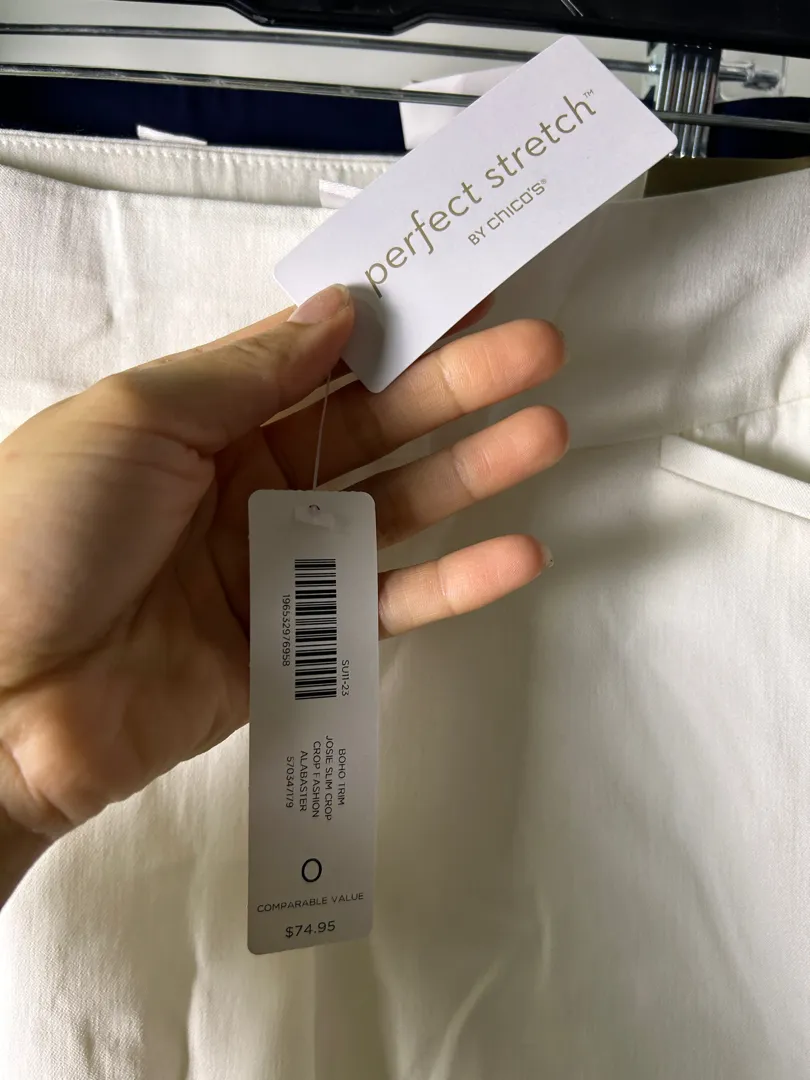 perfect stretch™
BY chico's®
196532976958
SU11-23
BOHO TRIM
JOSIE SLIM CROP
CROP FASHION
ALABASTER
570347179
0
COMPARABLE VALUE
$74.95